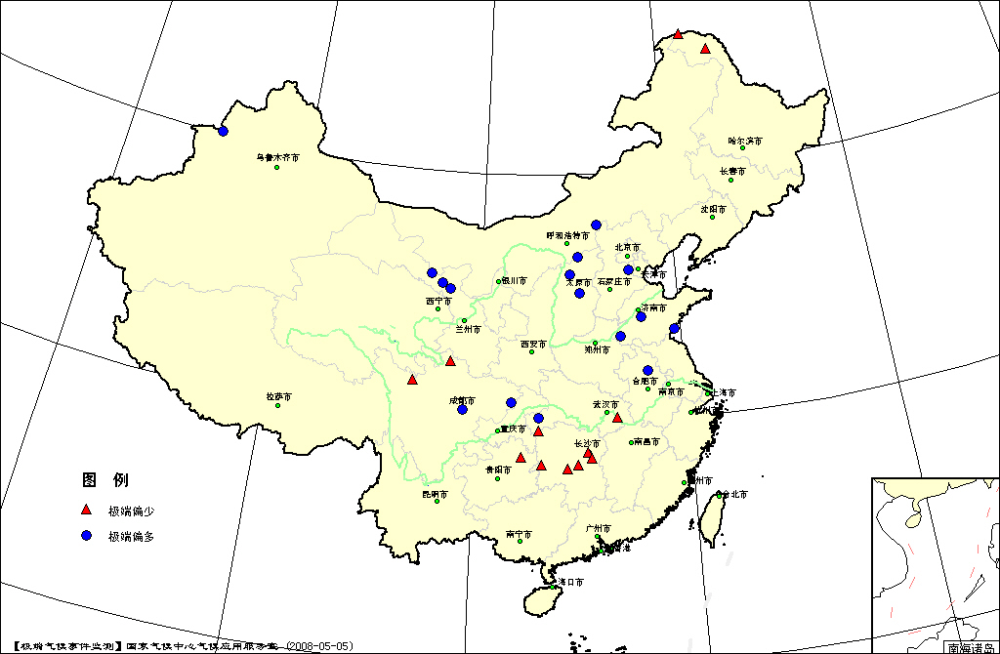 哈尔滨市
乌鲁木齐市
长春市
沈阳市
呼和浩特市
北京市
天津市
银川市
太原市
石家庄市
西宁市
济南市
兰州市
西安市
郑州市
合肥市
南京市
上海市
拉萨市
成都市
武汉市
杭州市
重庆市
长沙市
南昌市
贵阳市
图 例
州市
昆明市
台北市
极端偏少
广州市
极端偏多
南宁市
香港
海口市
【极端气候事件监测】国家气候中心气候应用服务室 (2008-05-05)
南海诸岛